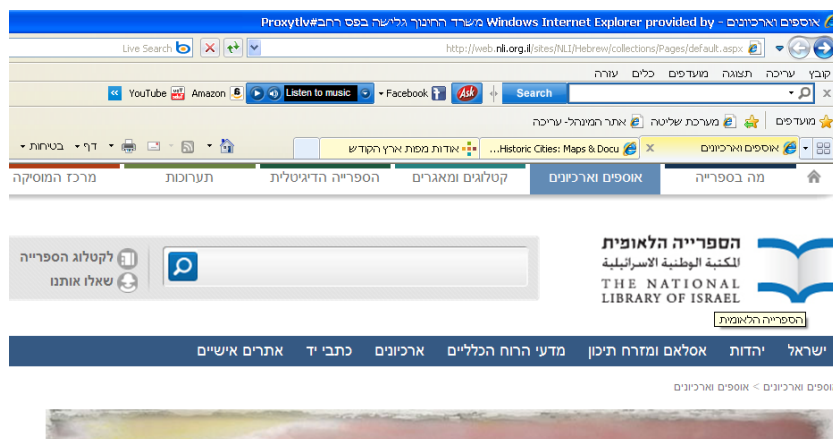 אוספים וארכיונים - Windows Internet Explorer provided by משרד החינוך גלישה בפס רחב#Proxytlv
http://web.nli.org.il/sites/NLI/Hebrew/collections/Pages/default.aspx
Live Search
קובץ עריכה תצוגה מועדפים כלים עזרה
YouTube Amazon 6 Listen to music Facebook Ask Search
מועדפים מערכת שליטה אתר המינהל- עריכה
אוספים וארכיונים Historic Cities: Maps & Docu... אודות מפות ארץ הקודש דף בטיחות
מה בספרייה אוספים וארכיונים קטלוגים ומאגרים הספרייה הדיגיטלית תערוכות מרכז המוסיקה
הספרייה הלאומית
المكتبة الوطنية الاسرائيلية
THE NATIONAL
LIBRARY OF ISRAEL
לקטלוג הספרייה
שאלו אותנו
הספרייה הלאומית
ישראל יהדות אסלאם ומזרח תיכון מדעי הרוח הכלליים ארכיונים כתבי יד אתרים אישיים
אוספים וארכיונים > אוספים וארכיונים